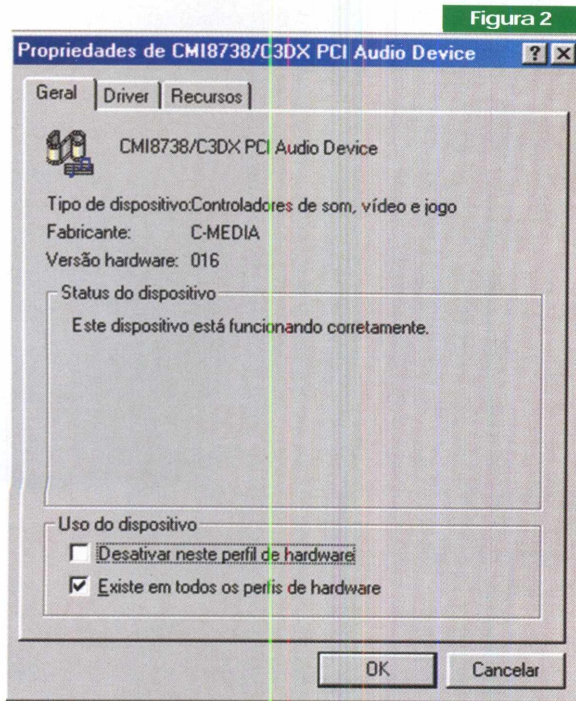 Figura 2
Propriedades de CMI8738/C3DX PCI Audio Device
Geral
Driver
Recursos
CMI8738/C3DX PCI Audio Device
Tipo de dispositivo:Controladores de som, vídeo e jogo
Fabricante: C-MEDIA
Versão hardware: 016
Status do dispositivo
Este dispositivo está funcionando corretamente.
Uso do dispositivo
Desativar neste perfil de hardware
Existe em todos os perfis de hardware
OK
Cancelar